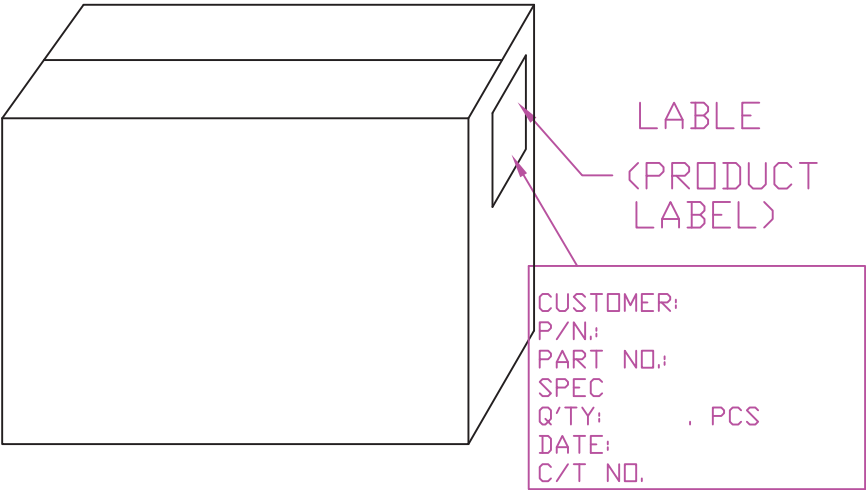 LABLE
(PRODUCT
LABEL)
CUSTOMER:
P/N.:
PART NO.:
SPEC
Q'TY: . PCS
DATE:
C/T NO.